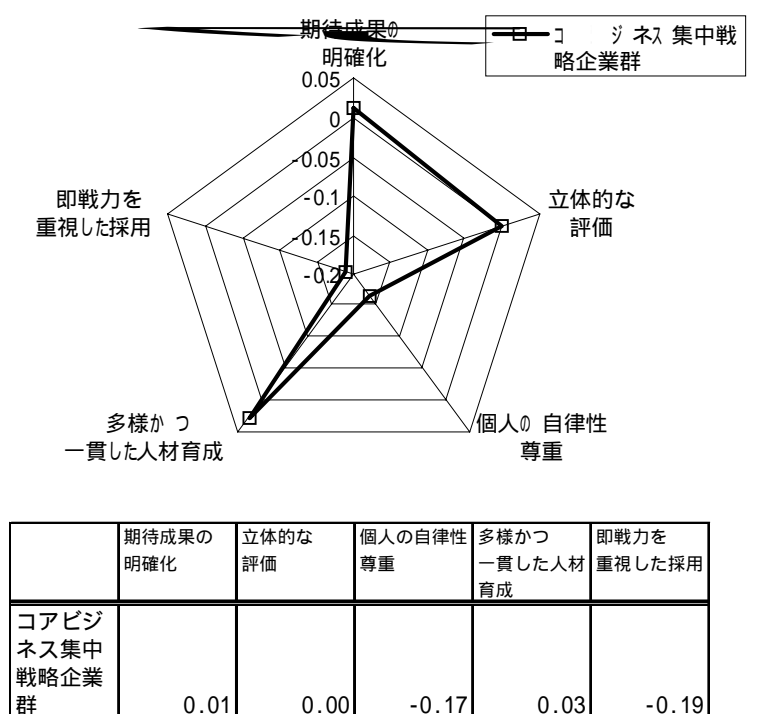 期待成果の
明確化
コ ジ ネス 集中戦
略企業群
0.05
0
-0.05
-0.1
-0.15
-0.2
立体的な
評価
個人の 自律性
尊重
多様か つ
一貫した人材育成
即戦力を
重視した採用
期待成果の 立体的な 個人の自律性 多様かつ 即戦力を
明確化 評価 尊重 一貫した人材 重視した採用
育成
コアビジ
ネス集中
戦略企業
群 0.01 0.00 -0.17 0.03 -0.19